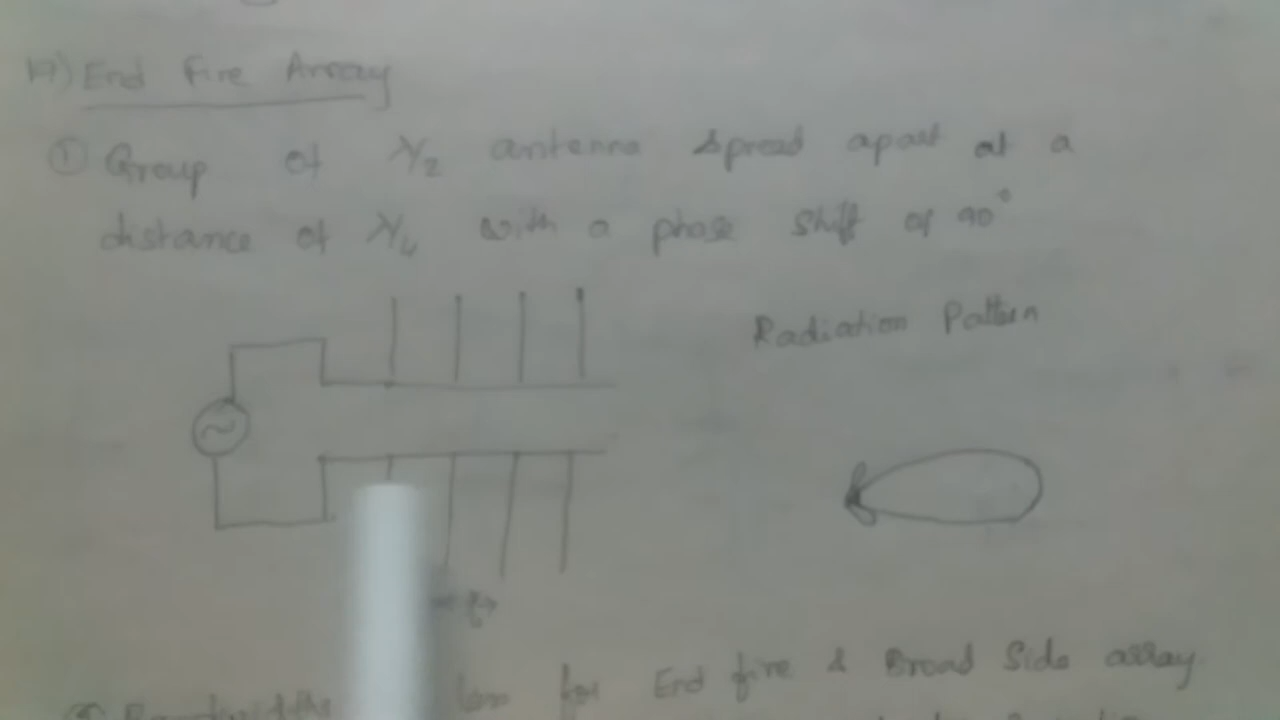 17) End Fire Array
① Group of λ/2 antenna spread apart at a
distance of λ/4 with a phase shift of 90°
Radiation Pattern
for End fire & Broad Side array